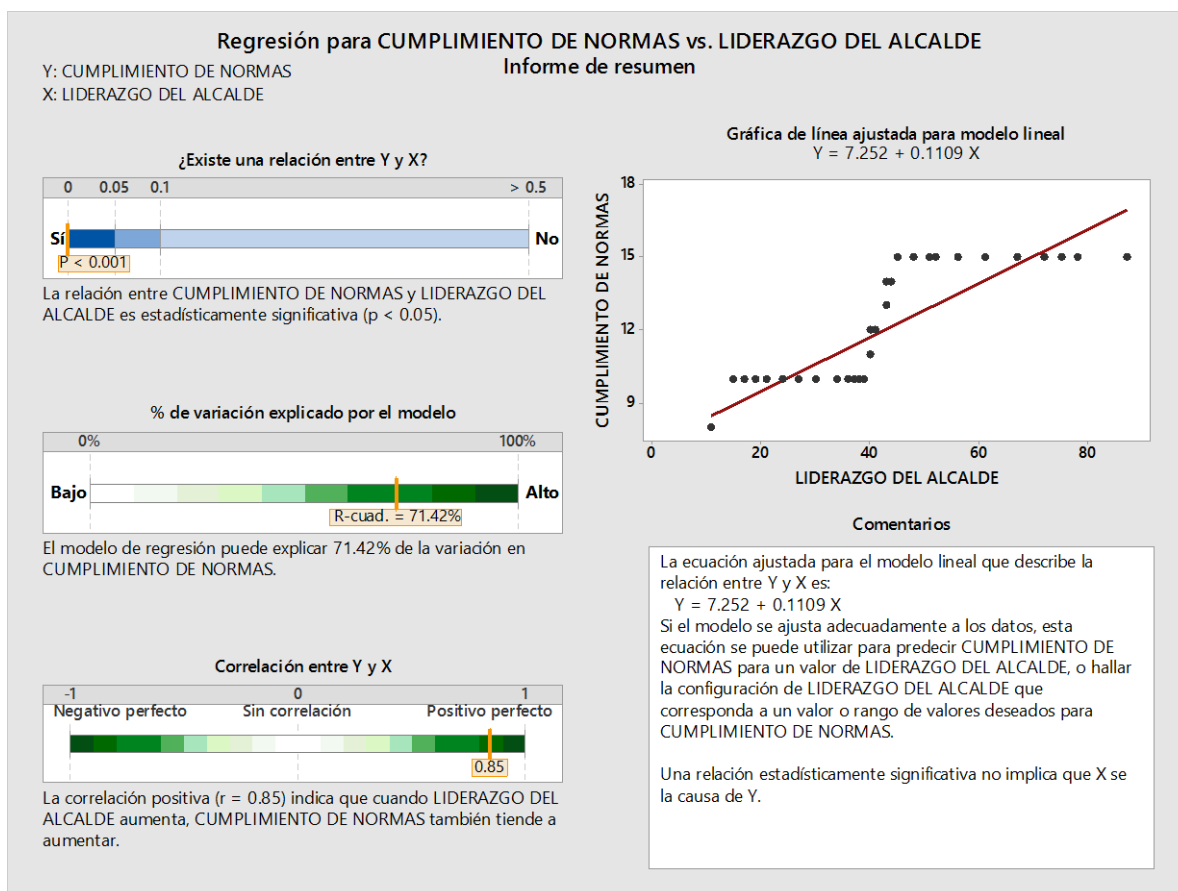 Regresión para CUMPLIMIENTO DE NORMAS vs. LIDERAZGO DEL ALCALDE
Informe de resumen
Y: CUMPLIMIENTO DE NORMAS
X: LIDERAZGO DEL ALCALDE
¿Existe una relación entre Y y X?
0 0.05 0.1 > 0.5
Sí No
P < 0.001
La relación entre CUMPLIMIENTO DE NORMAS y LIDERAZGO DEL
ALCALDE es estadísticamente significativa (p < 0.05).
% de variación explicado por el modelo
0% 100%
Bajo Alto
R-cuad. = 71.42%
El modelo de regresión puede explicar 71.42% de la variación en
CUMPLIMIENTO DE NORMAS.
Correlación entre Y y X
-1 0 1
Negativo perfecto Sin correlación Positivo perfecto
0.85
La correlación positiva (r = 0.85) indica que cuando LIDERAZGO DEL
ALCALDE aumenta, CUMPLIMIENTO DE NORMAS también tiende a
aumentar.
Gráfica de línea ajustada para modelo lineal
Y = 7.252 + 0.1109 X
CUMPLIMIENTO DE NORMAS
18
15
12
9
0 20 40 60 80
LIDERAZGO DEL ALCALDE
Comentarios
La ecuación ajustada para el modelo lineal que describe la
relación entre Y y X es:
Y = 7.252 + 0.1109 X
Si el modelo se ajusta adecuadamente a los datos, esta
ecuación se puede utilizar para predecir CUMPLIMIENTO DE
NORMAS para un valor de LIDERAZGO DEL ALCALDE, o hallar
la configuración de LIDERAZGO DEL ALCALDE que
corresponda a un valor o rango de valores deseados para
CUMPLIMIENTO DE NORMAS.
Una relación estadísticamente significativa no implica que X se
la causa de Y.